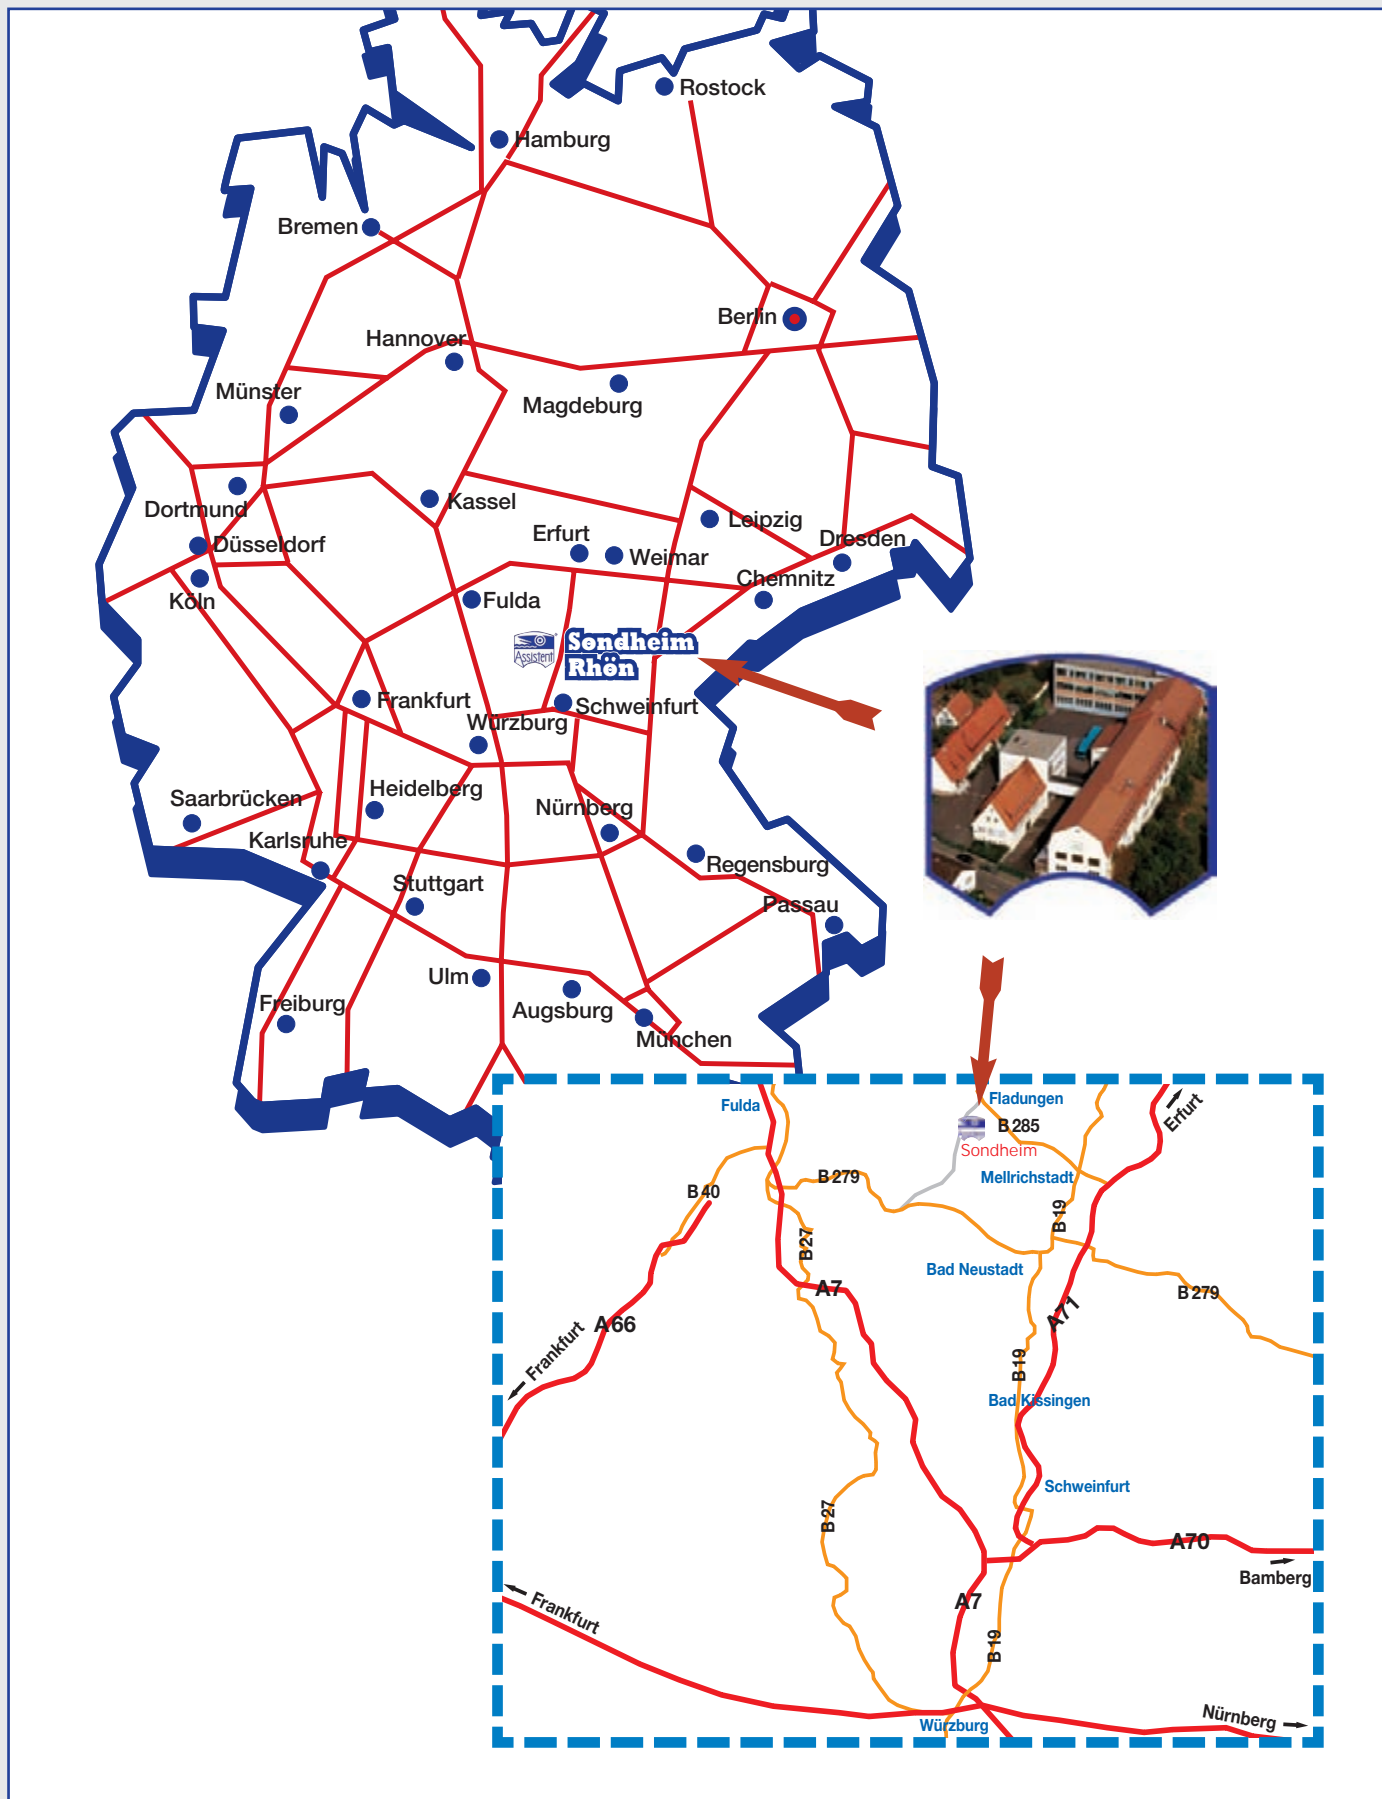 Rostock
Hamburg
Bremen
Berlin
Hannover
Münster
Magdeburg
Kassel
Dortmund
Leipzig
Erfurt
Düsseldorf
Weimar
Dresden
Chemnitz
Köln
Fulda
Assistent
Sondheim
Rhön
Frankfurt
Schweinfurt
Würzburg
Heidelberg
Saarbrücken
Nürnberg
Karlsruhe
Regensburg
Stuttgart
Passau
Ulm
Freiburg
Augsburg
München
Fulda
Fladungen
Erfurt
B 285
Sondheim
Mellrichstadt
B 279
B 40
B 19
B 27
Bad Neustadt
A7
B 279
A 71
A 66
Frankfurt
B 19
Bad Kissingen
Schweinfurt
B 27
A70
Bamberg
A7
Frankfurt
B 19
Nürnberg
Würzburg